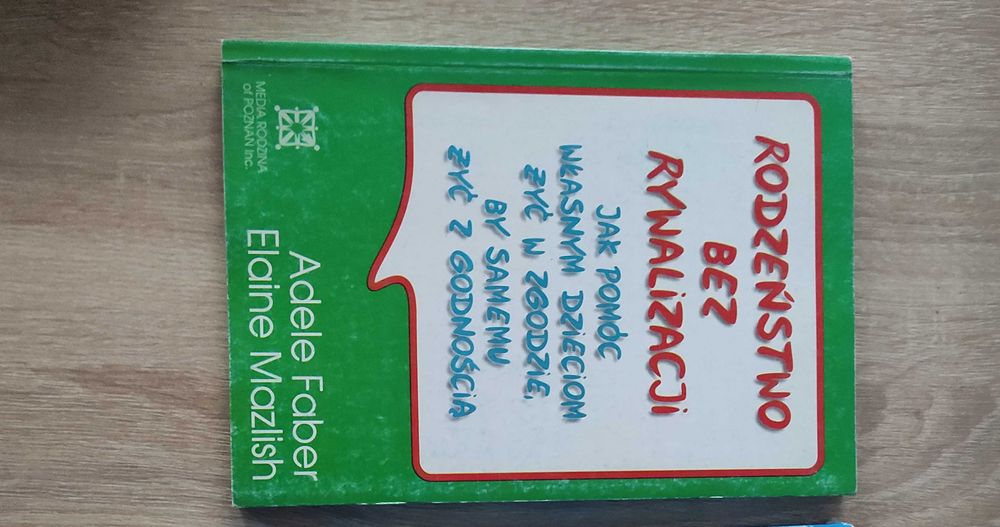 RODZEŃSTWO
BEZ
RYWALIZACJI
JAK POMÓC
WŁASNYM DZIECIOM
ŻYĆ W ZGODZIE,
BY SAMEMU
ŻYĆ Z GODNOŚCIĄ
Adele Faber
Elaine Mazlish
MEDIA RODZINA
of POZNAŃ Inc.